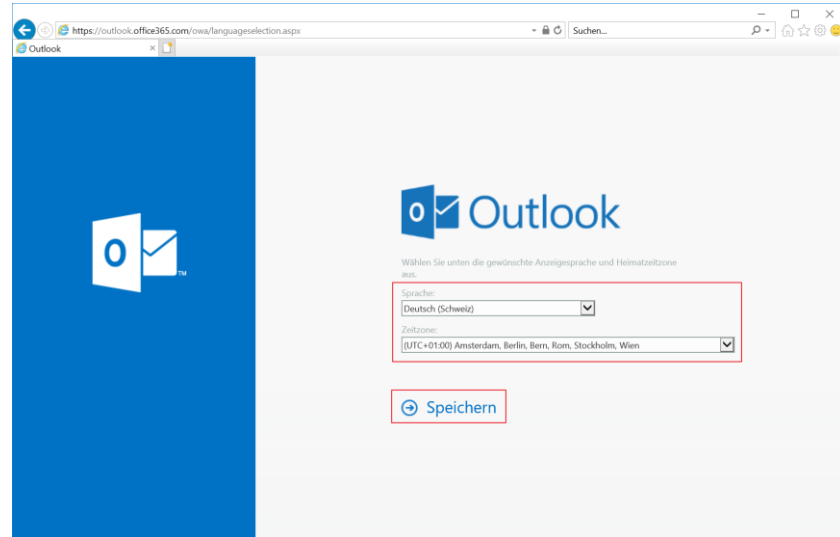 https://outlook.office365.com/owa/languageselection.aspx
Suchen...
Outlook
Outlook
Wählen Sie unten die gewünschte Anzeigesprache und Heimatzeitzone
aus.
Sprache:
Deutsch (Schweiz)
Zeitzone:
(UTC+01:00) Amsterdam, Berlin, Bern, Rom, Stockholm, Wien
Speichern
O
TM